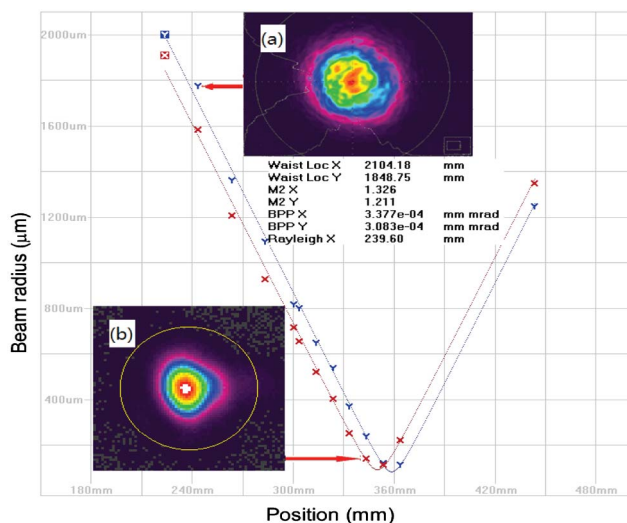 2000um
1600um
1200um
800um
400um
Beam radius (μm)
(a)
Waist Loc X 2104.18 mm
Waist Loc Y 1848.75 mm
M2 X 1.326
M2 Y 1.211
BPP X 3.377e-04 mm mrad
BPP Y 3.083e-04 mm mrad
Rayleigh X 239.60 mm
(b)
180mm 240mm 300mm 360mm 420mm 480mm
Position (mm)